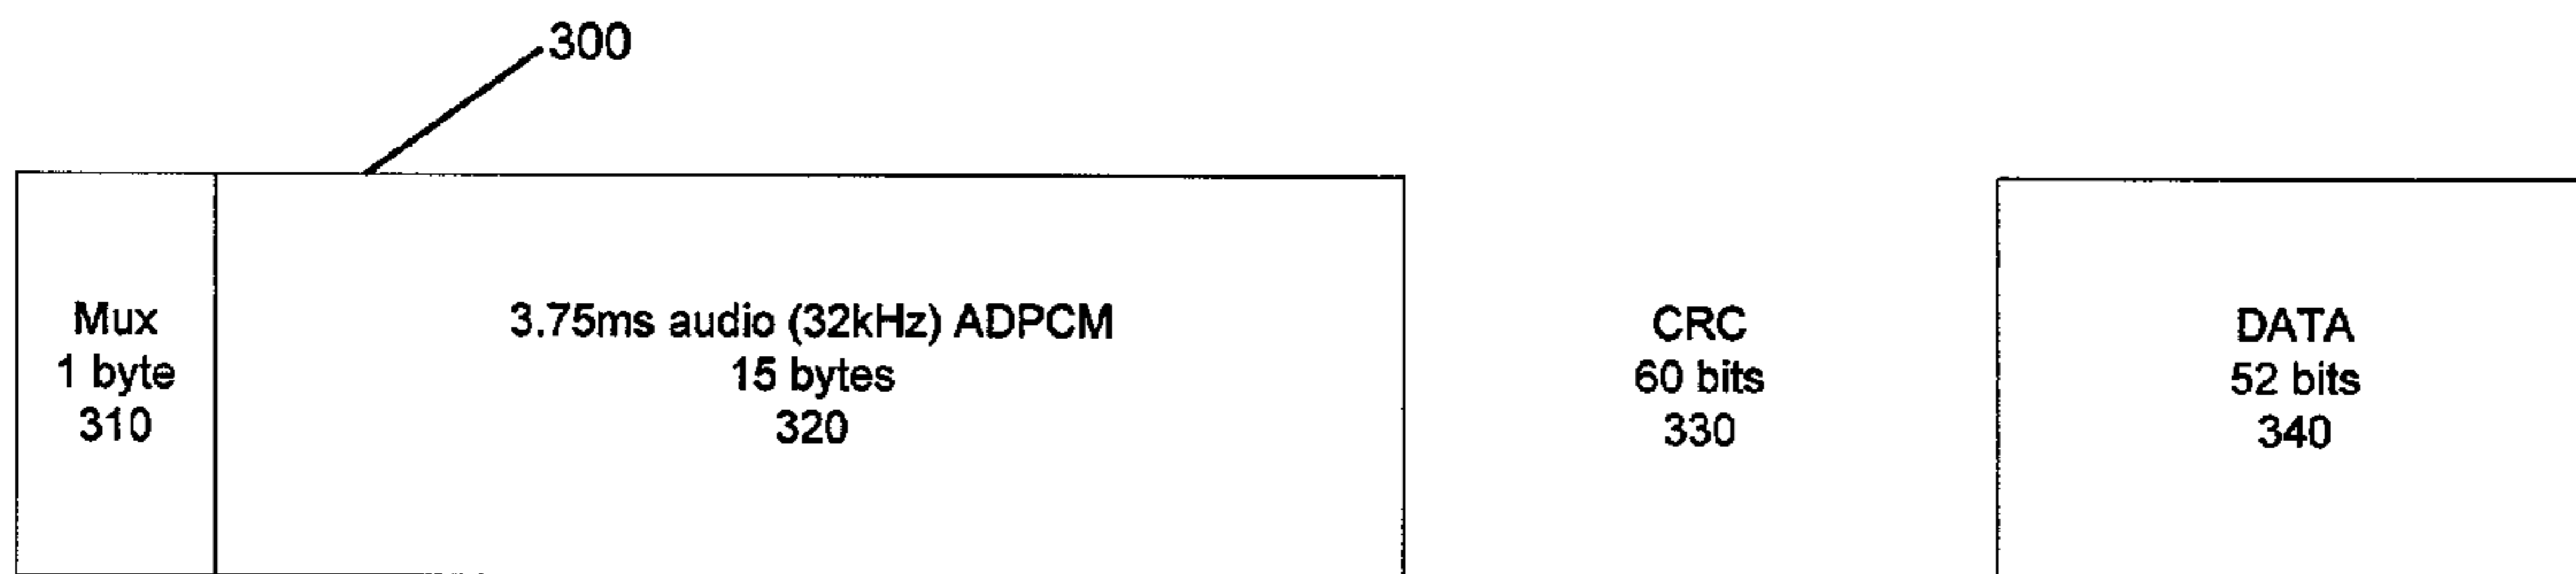 300
Mux
1 byte
310
3.75ms audio (32kHz) ADPCM
15 bytes
320
CRC
60 bits
330
DATA
52 bits
340